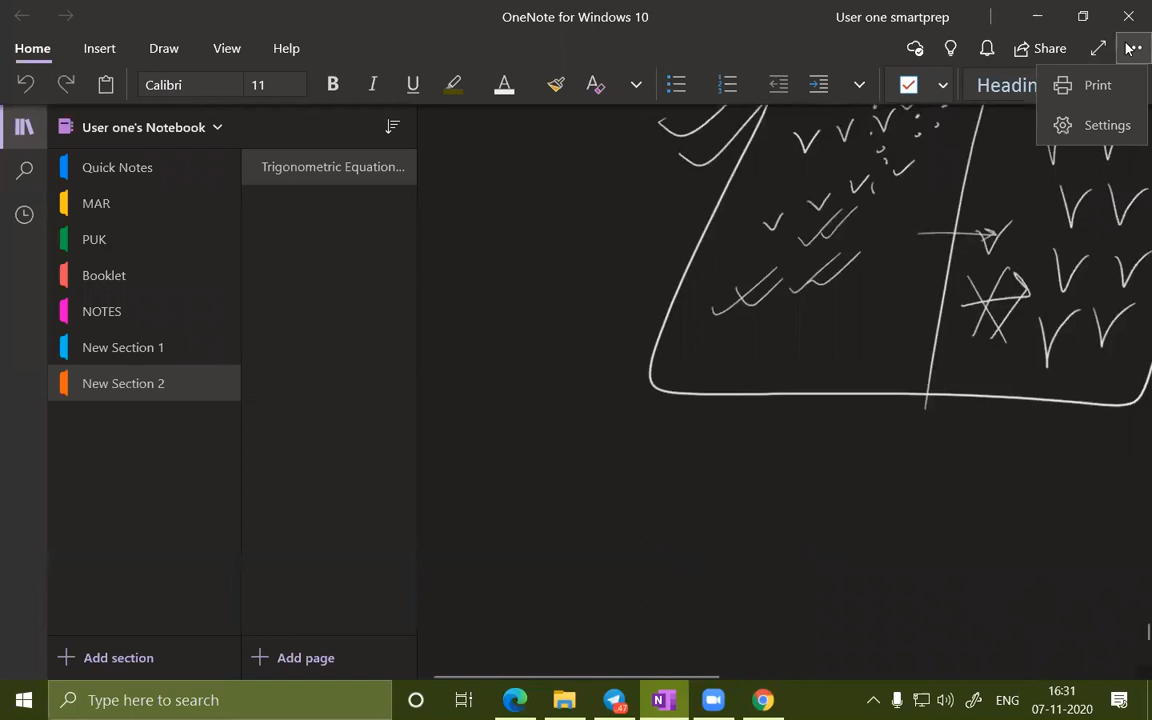 OneNote for Windows 10
User one smartprep
Home Insert Draw View Help
Share
Calibri 11 B I U A A Headin
Print
Settings
User one's Notebook
Quick Notes
Trigonometric Equation...
MAR
PUK
Booklet
NOTES
New Section 1
New Section 2
Add section
Add page
Type here to search
47
N
ENG
16:31
07-11-2020